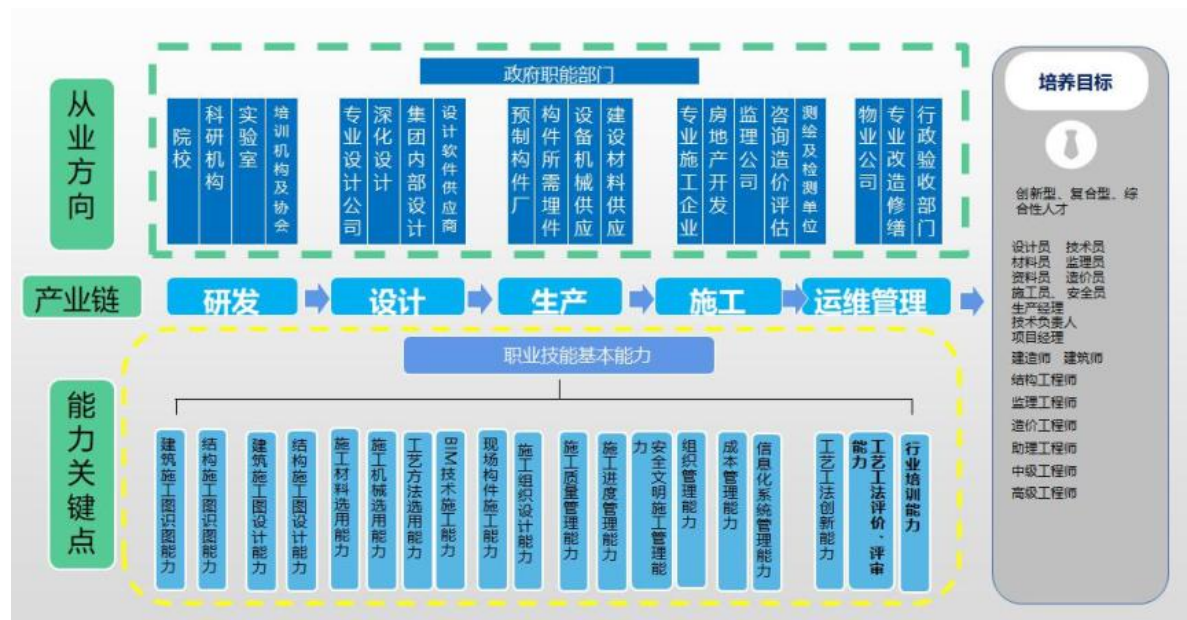 从业方向
政府职能部门
院校
科研机构
实验室
培训机构及协会
专业设计公司
深化设计
集团内部设计
设计软件供应商
预制构件厂
构件所需埋件
设备机械供应
建设材料供应
专业施工企业
房地产开发
监理公司
咨询造价评估
测绘及检测单位
物业公司
专业改造修缮
行政验收部门
产业链
研发
设计
生产
施工
运维管理
能力关键点
职业技能基本能力
建筑施工图识图能力
结构施工图识图能力
建筑施工图设计能力
结构施工图设计能力
施工材料选用能力
施工机械选用能力
工艺方法选用能力
BIM技术施工能力
现场构件施工能力
施工组织设计能力
施工质量管理能力
施工进度管理能力
安全文明施工管理能
力
组织管理能力
成本管理能力
信息化系统管理能力
工艺工法创新能力
工艺工法评价、评审
能力
行业培训能力
培养目标
创新型、复合型、综
合性人才
设计员 技术员
材料员 监理员
资料员 造价员
施工员、安全员
生产经理
技术负责人
项目经理
建造师 建筑师
结构工程师
监理工程师
造价工程师
助理工程师
中级工程师
高级工程师